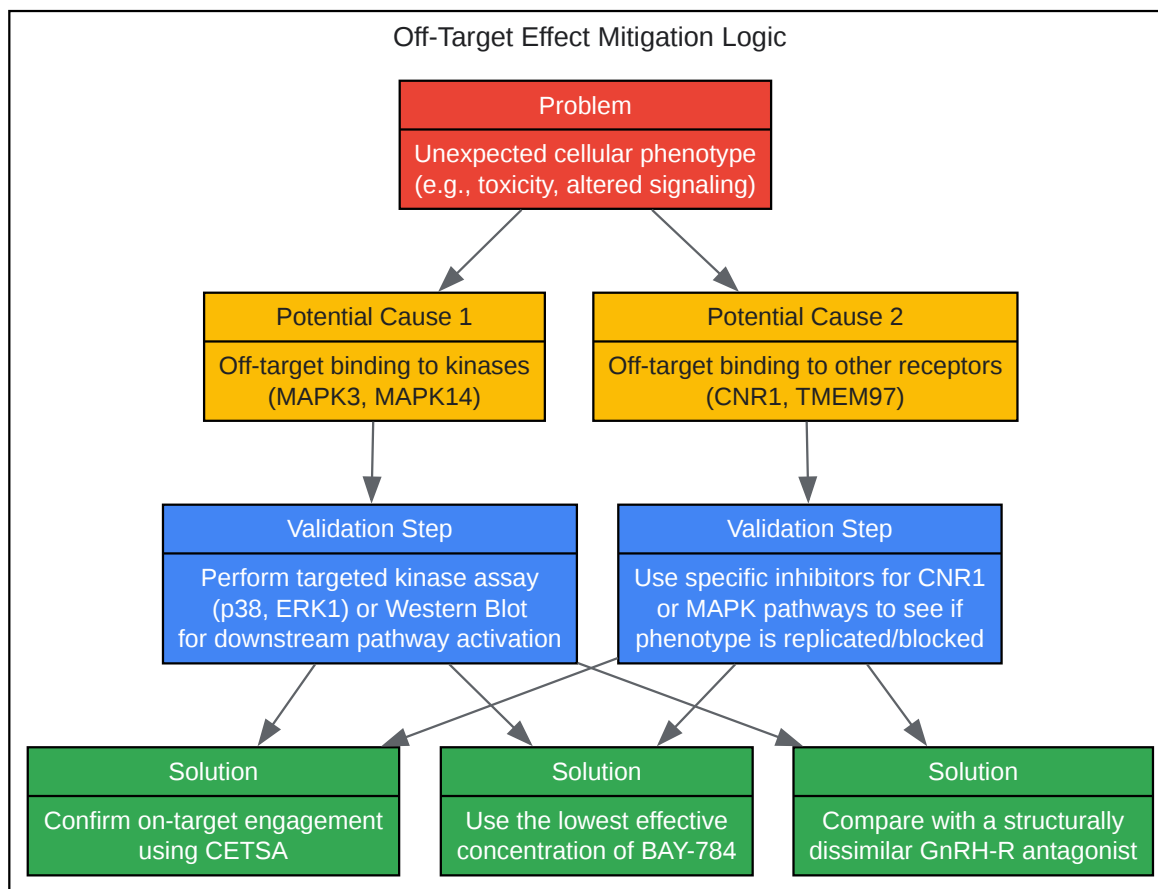 Off-Target Effect Mitigation Logic
Problem
Unexpected cellular phenotype
(e.g., toxicity, altered signaling)
Potential Cause 1
Off-target binding to kinases
(MAPK3, MAPK14)
Potential Cause 2
Off-target binding to other receptors
(CNR1, TMEM97)
Validation Step
Perform targeted kinase assay
(p38, ERK1) or Western Blot
for downstream pathway activation
Validation Step
Use specific inhibitors for CNR1
or MAPK pathways to see if
phenotype is replicated/blocked
Solution
Confirm on-target engagement
using CETSA
Solution
Use the lowest effective
concentration of BAY-784
Solution
Compare with a structurally
dissimilar GnRH-R antagonist